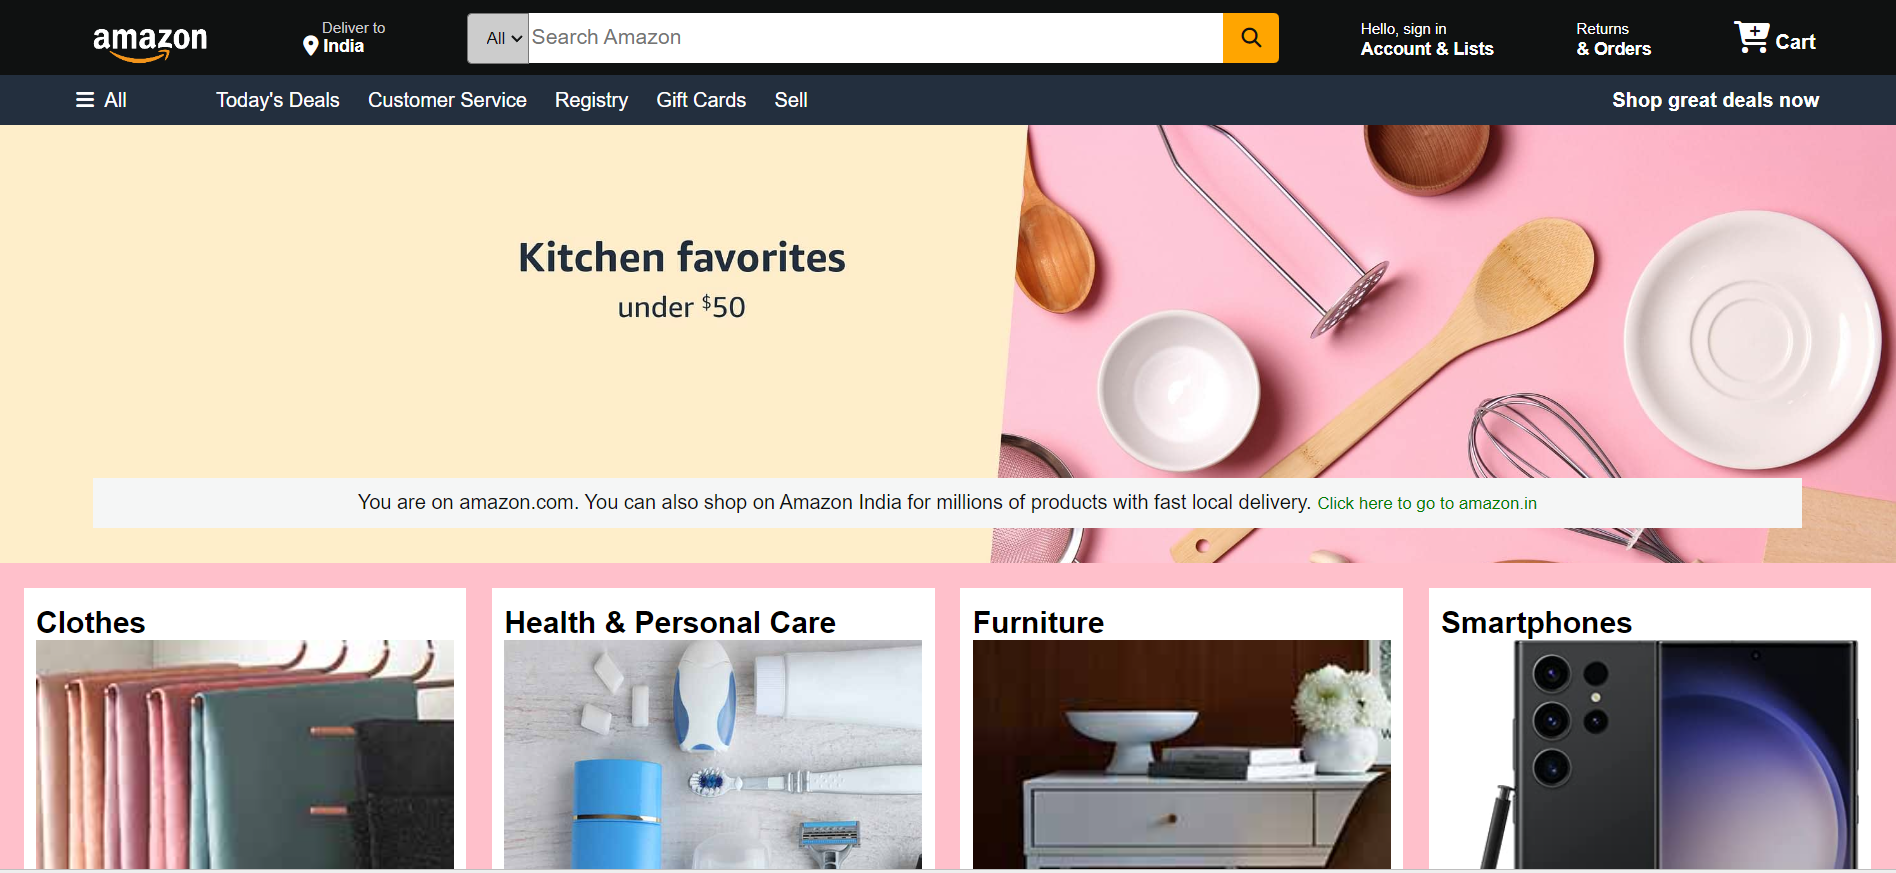 amazon
Deliver to
India
All
Search Amazon
Hello, sign in
Account & Lists
Returns
& Orders
Cart
All
Today's Deals
Customer Service
Registry
Gift Cards
Sell
Shop great deals now
Kitchen favorites
under $50
You are on amazon.com. You can also shop on Amazon India for millions of products with fast local delivery. Click here to go to amazon.in
Clothes
Health & Personal Care
Furniture
Smartphones